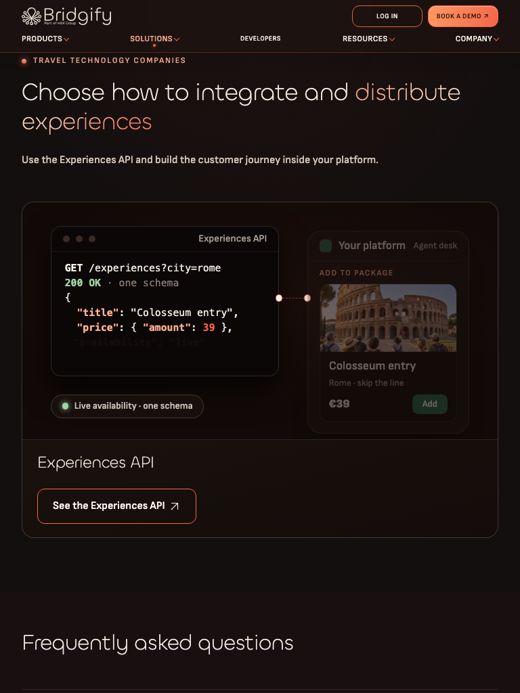 Bridgify
LOG IN
BOOK A DEMO ↗
PRODUCTS
SOLUTIONS
DEVELOPERS
RESOURCES
COMPANY
TRAVEL TECHNOLOGY COMPANIES
Choose how to integrate and distribute
experiences
Use the Experiences API and build the customer journey inside your platform.
Experiences API
GET /experiences?city=rome
200 OK · one schema
{
"title": "Colosseum entry",
"price": { "amount": 39 },
"availability": "live"
Live availability · one schema
Your platform
Agent desk
ADD TO PACKAGE
Colosseum entry
Rome · skip the line
€39
Add
Experiences API
See the Experiences API ↗
Frequently asked questions